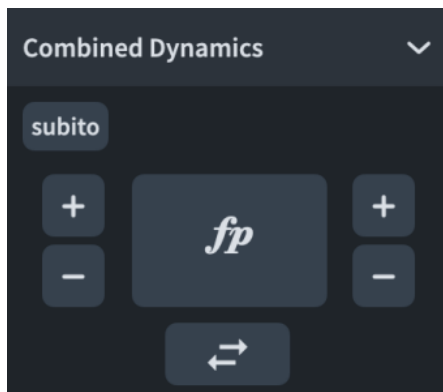 Combined Dynamics
subito
+ fp +
− −